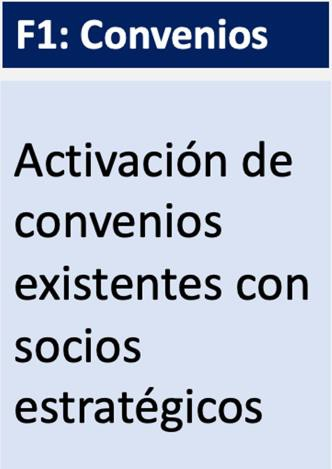 F1: Convenios
Activación de
convenios
existentes con
socios
estratégicos